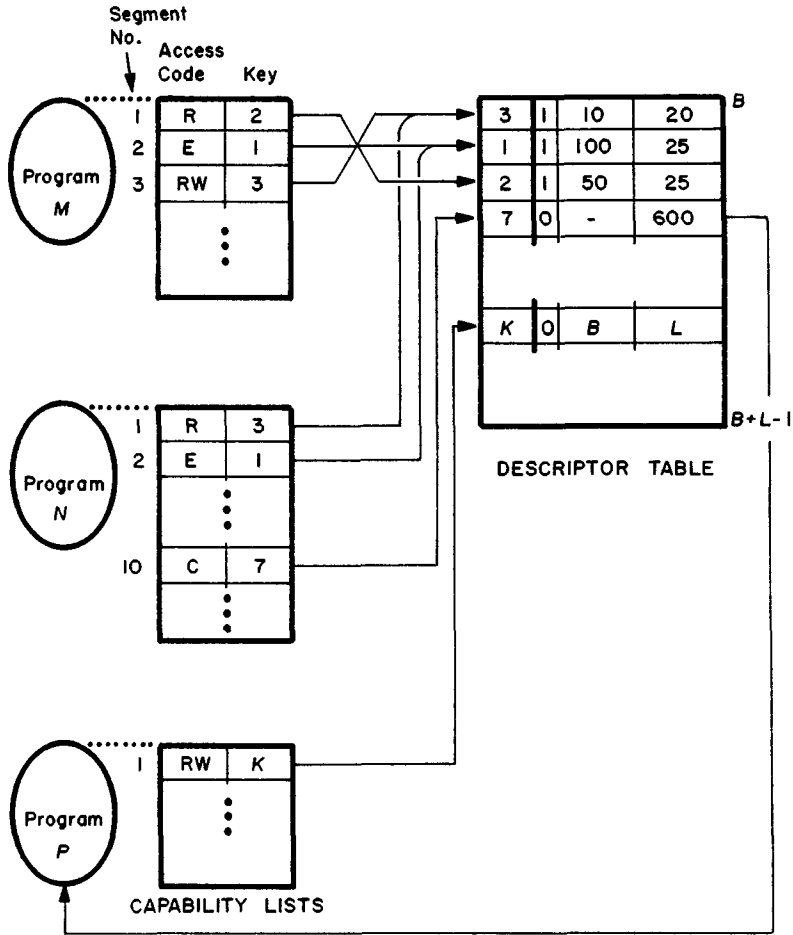 Segment
No.
Access
Code Key
Program
M
1 R 2
2 E 1
3 RW 3
3 1 10 20
1 1 100 25
2 1 50 25
7 0 - 600
K 0 B L
B
B+L-1
DESCRIPTOR TABLE
Program
N
1 R 3
2 E 1
10 C 7
Program
P
1 RW K
CAPABILITY LISTS